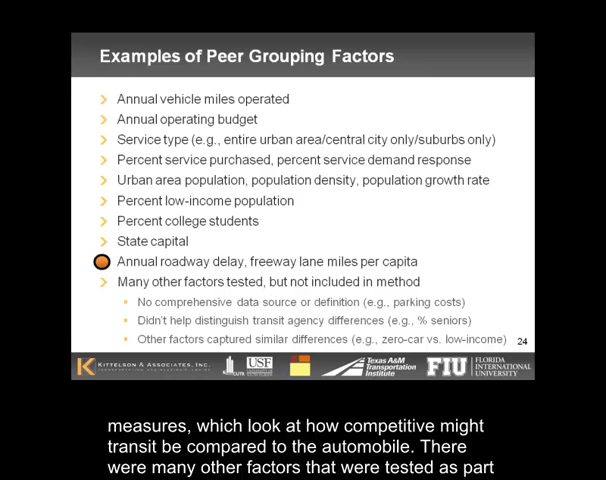 Examples of Peer Grouping Factors
Annual vehicle miles operated
Annual operating budget
Service type (e.g., entire urban area/central city only/suburbs only)
Percent service purchased, percent service demand response
Urban area population, population density, population growth rate
Percent low-income population
Percent college students
State capital
Annual roadway delay, freeway lane miles per capita
Many other factors tested, but not included in method
No comprehensive data source or definition (e.g., parking costs)
Didn't help distinguish transit agency differences (e.g., % seniors)
Other factors captured similar differences (e.g., zero-car vs. low-income)
24
KITTELSON & ASSOCIATES, INC.
CUTR
USF
Texas A&M
Transportation
Institute
FIU
FLORIDA
INTERNATIONAL
UNIVERSITY
measures, which look at how competitive might
transit be compared to the automobile. There
were many other factors that were tested as part